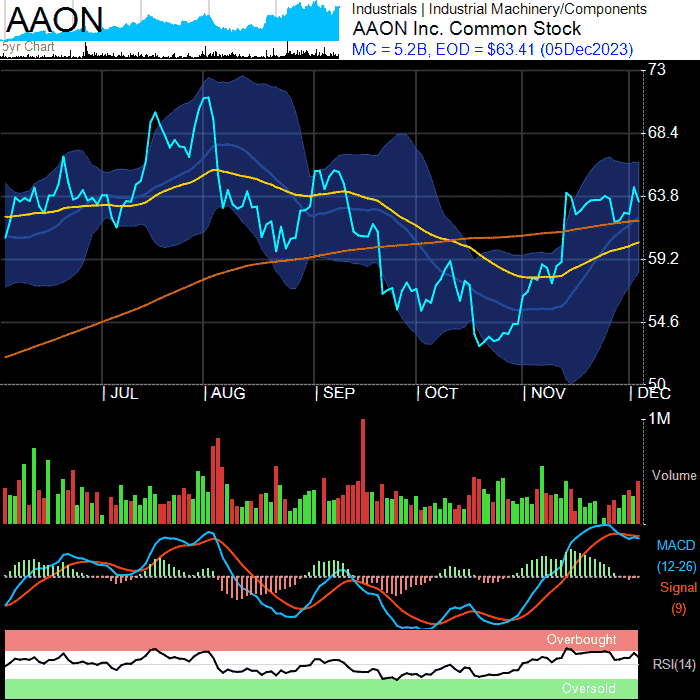 AAON
5yr Chart
Industrials | Industrial Machinery/Components
AAON Inc. Common Stock
MC = 5.2B, EOD = $63.41 (05Dec2023)
73
68.4
63.8
59.2
54.6
50
JUL AUG SEP OCT NOV DEC
1M
Volume
MACD
(12-26)
Signal
(9)
Overbought
RSI(14)
Oversold